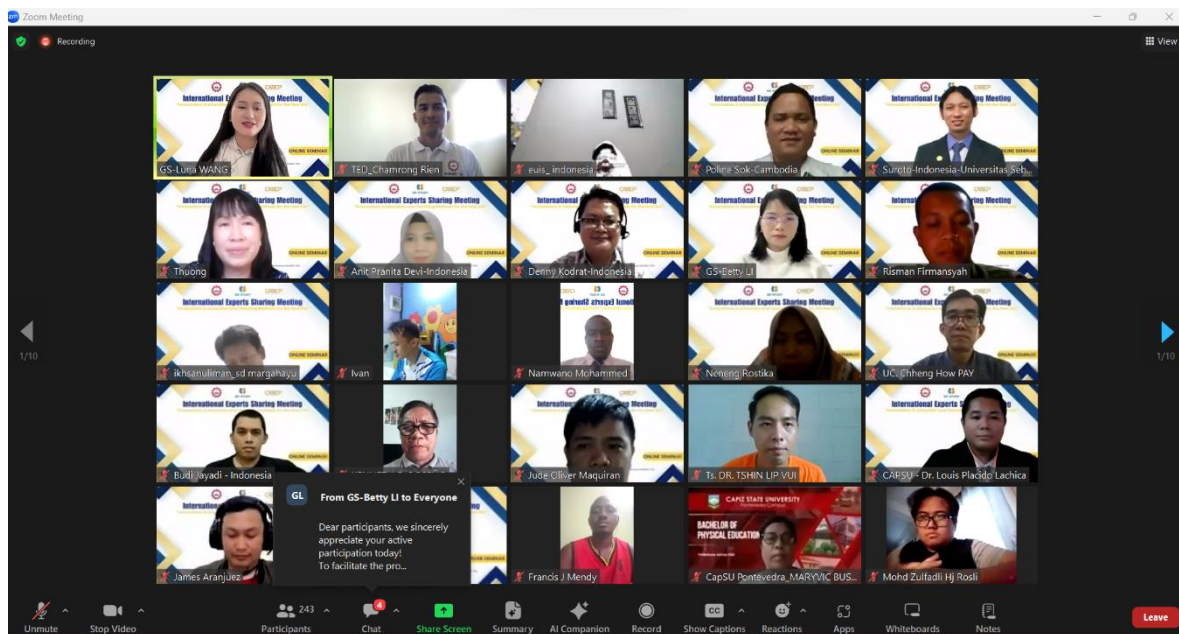 Zoom Meeting
Recording
View
International Experts Sharing Meeting
ONLINE SEMINAR
GS-Luna WANG
TED_Chamrong Rien
euis_indonesia
Poline Sok-Cambodia
Suroto-Indonesia-Universitas Seb...
Thuong
Anit Pranita Devi-Indonesia
Denny Kodrat-Indonesia
GS-Betty LI
Risman Firmansyah
ikhsanuliman_sd margahayu
Ivan
Namwano Mohammed
Neneng Rostika
UC. Chheng How PAY
1/10
1/10
Budi Jayadi - Indonesia
Jude Oliver Maquiran
Ts. DR. TSHIN LIP VUI
CAPSU - Dr. Louis Placido Lachica
GL
From GS-Betty LI to Everyone
Dear participants, we sincerely
appreciate your active
participation today!
To facilitate the pro...
CAPIZ STATE UNIVERSITY
BACHELOR OF
PHYSICAL EDUCATION
James Aranjuez
Francis J Mendy
CapSU Pontevedra_MARYVIC BUS...
Mohd Zulfadli Hj Rosli
Unmute
Stop Video
243
Participants
4
Chat
Share Screen
Summary
AI Companion
Record
CC
Show Captions
Reactions
Apps
Whiteboards
Notes
Leave